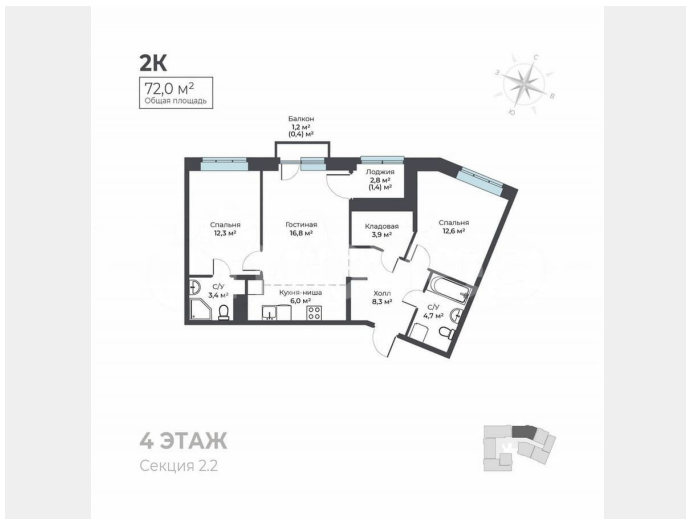 2К
72,0 м²
Общая площадь
С
З
В
Ю
Балкон
1,2 м²
(0,4) м²
Лоджия
2,8 м²
(1,4) м²
Спальня
12,3 м²
Гостиная
16,8 м²
Кладовая
3,9 м²
Спальня
12,6 м²
С/У
3,4 м²
Кухня-ниша
6,0 м²
Холл
8,3 м²
С/У
4,7 м²
4 ЭТАЖ
Секция 2.2